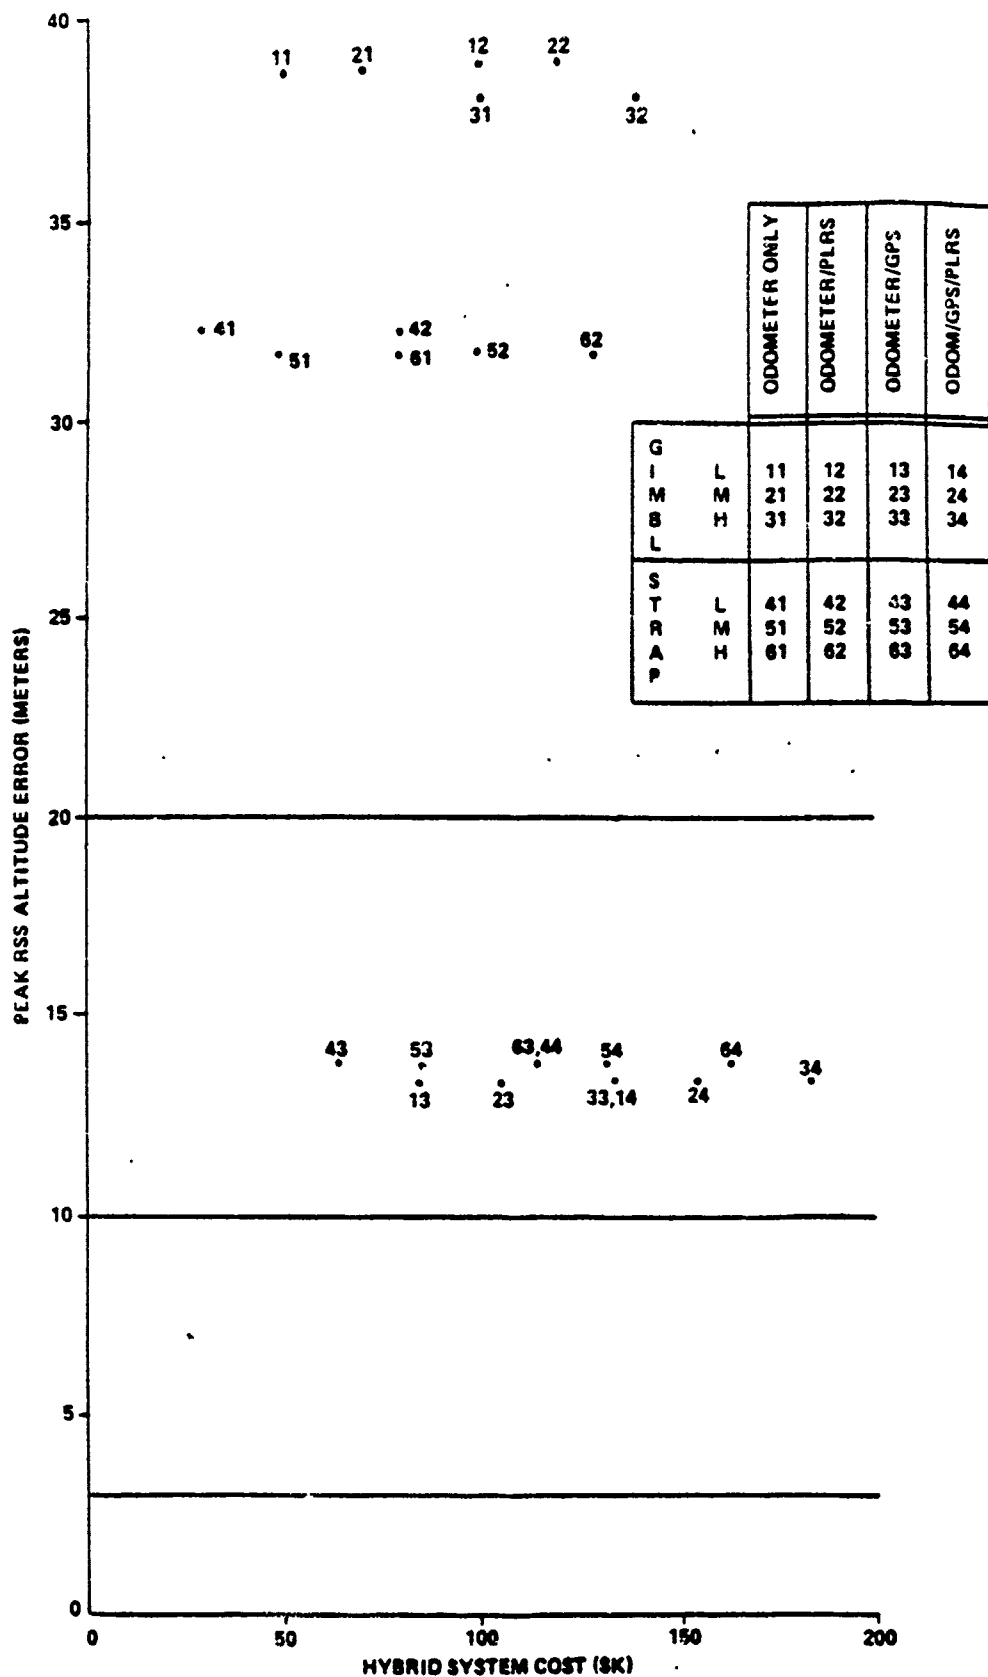 40
11
21
12
22
31
32
35
41
42
62
51
61
52
30
ODOMETER ONLY
ODOMETER/PLRS
ODOMETER/GPS
ODOM/GPS/PLRS
G
I L 11 12 13 14
M M 21 22 23 24
B H 31 32 33 34
L
S
T L 41 42 43 44
R M 51 52 53 54
A H 61 62 63 64
P
25
PEAK RSS ALTITUDE ERROR (METERS)
20
15
43
53
63,44
54
64
34
13
23
33,14
24
10
5
0
0 50 100 150 200
HYBRID SYSTEM COST ($K)